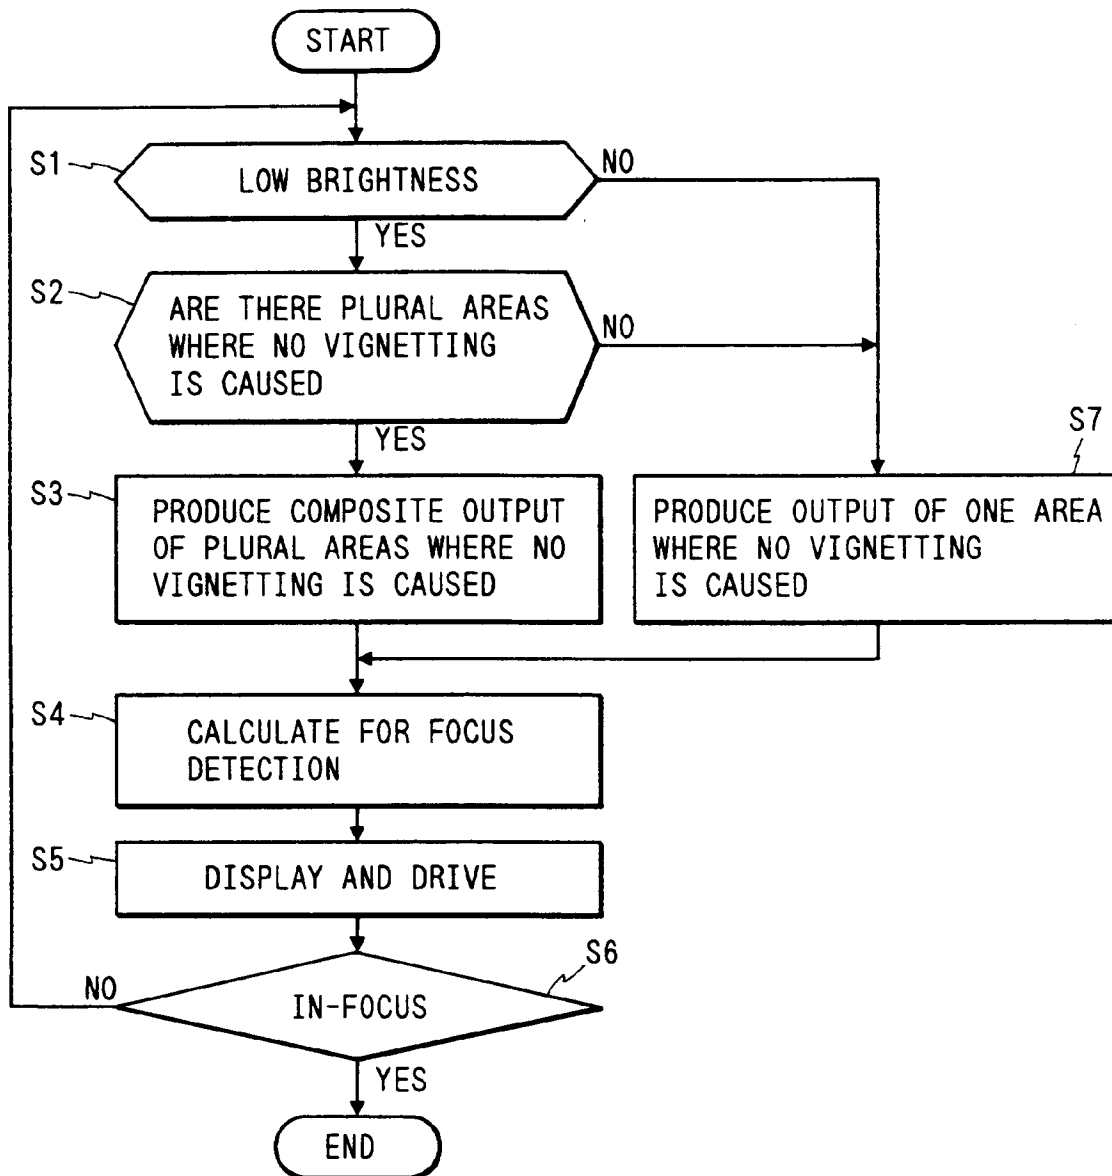 START
S1
LOW BRIGHTNESS
NO
YES
S2
ARE THERE PLURAL AREAS
WHERE NO VIGNETTING
IS CAUSED
NO
YES
S3
PRODUCE COMPOSITE OUTPUT
OF PLURAL AREAS WHERE NO
VIGNETTING IS CAUSED
S7
PRODUCE OUTPUT OF ONE AREA
WHERE NO VIGNETTING
IS CAUSED
S4
CALCULATE FOR FOCUS
DETECTION
S5
DISPLAY AND DRIVE
S6
IN-FOCUS
NO
YES
END